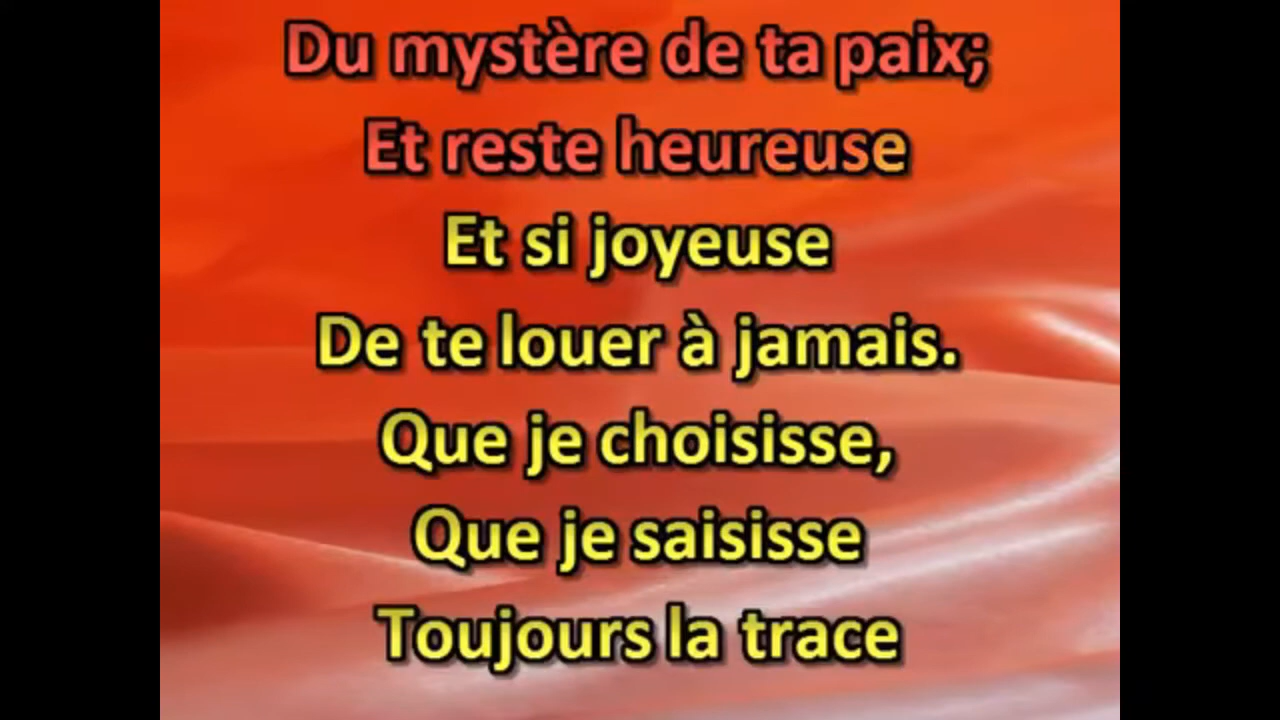 Du mystère de ta paix;
Et reste heureuse
Et si joyeuse
De te louer à jamais.
Que je choisisse,
Que je saisisse
Toujours la trace